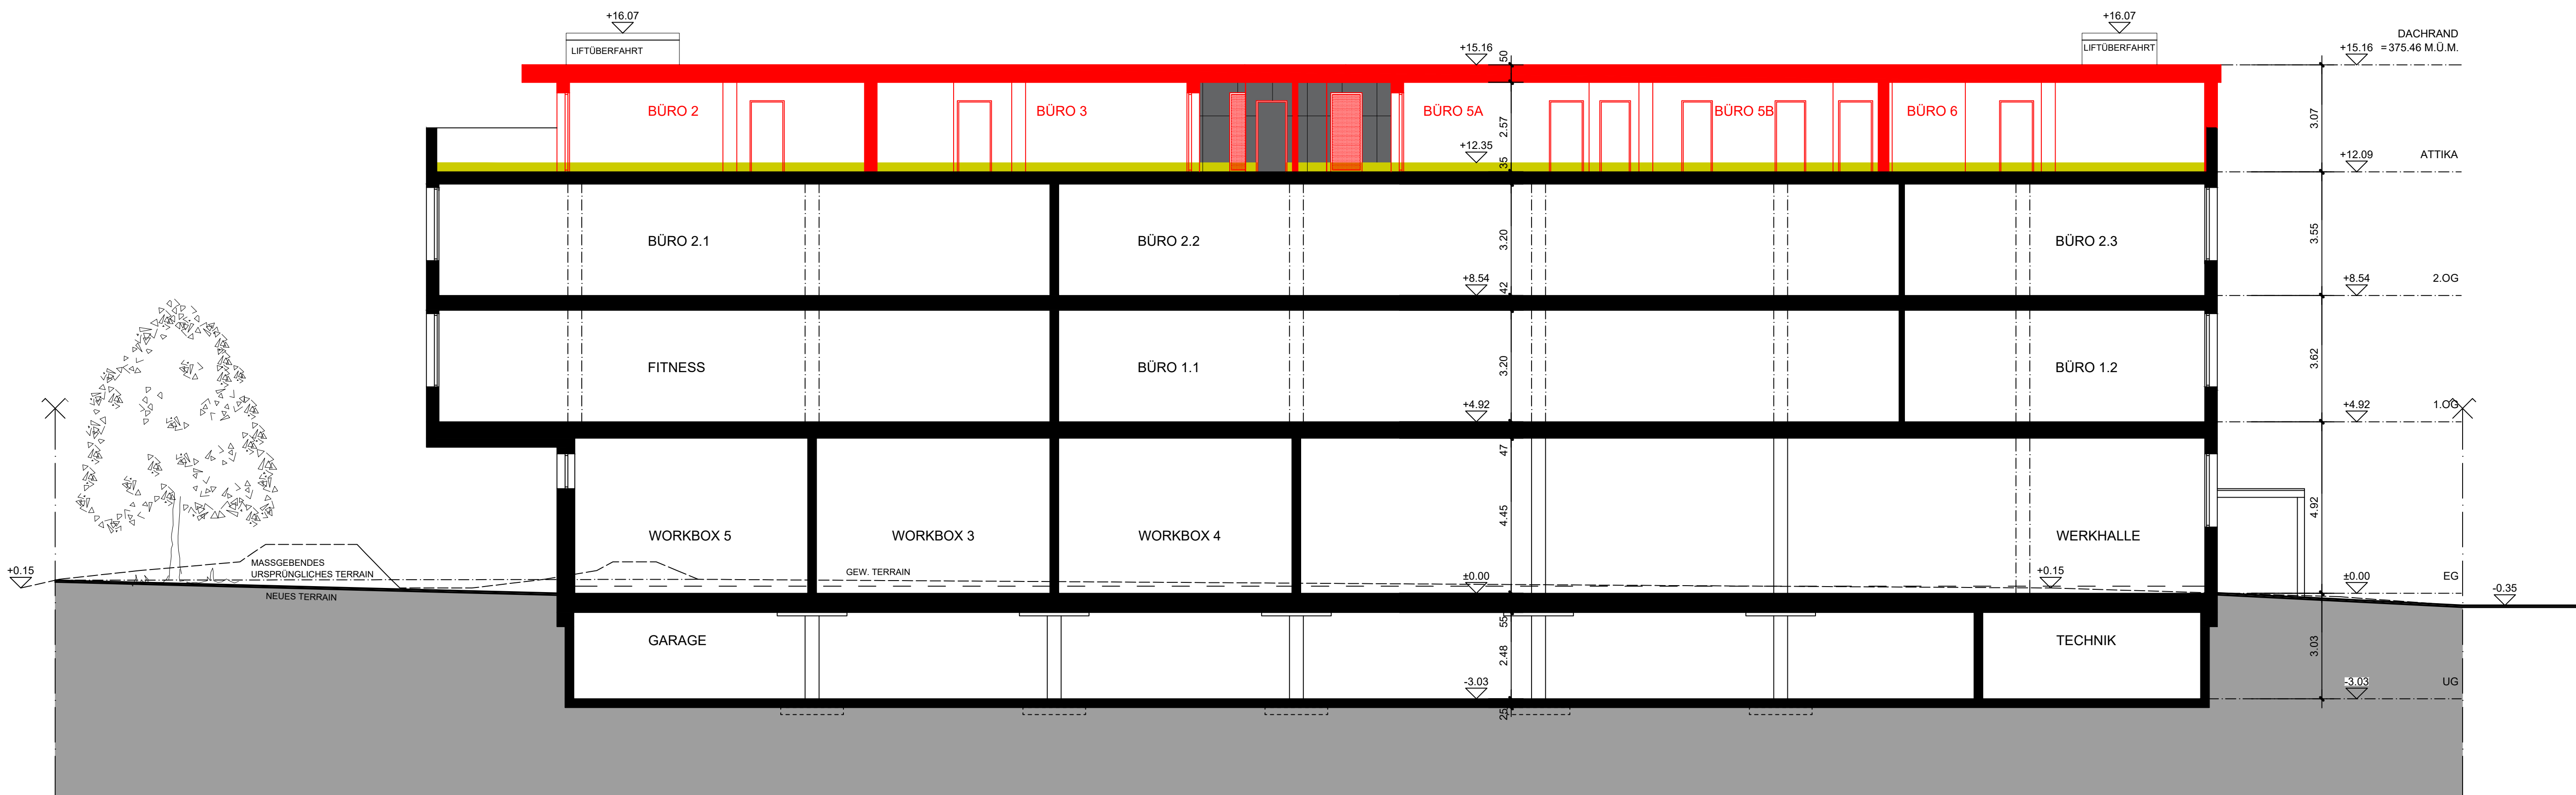 +16.07
+16.07
LIFTÜBERFAHRT
LIFTÜBERFAHRT
DACHRAND
+15.16
50
+15.16 =375.46 M.Ü.M.
BÜRO 2
BÜRO 3
BÜRO 5A
BÜRO 5B
BÜRO 6
2.57
3.07
+12.35
35
+12.09
ATTIKA
BÜRO 2.1
BÜRO 2.2
3.20
BÜRO 2.3
3.55
+8.54
42
+8.54
2.OG
FITNESS
BÜRO 1.1
3.20
BÜRO 1.2
3.62
+4.92
+4.92
1.OG
47
WORKBOX 5
WORKBOX 3
WORKBOX 4
4.45
WERKHALLE
4.92
MASSGEBENDES
URSPRÜNGLICHES TERRAIN
+0.15
GEW. TERRAIN
±0.00
+0.15
±0.00
EG
-0.35
NEUES TERRAIN
55
GARAGE
2.48
TECHNIK
3.03
-3.03
-3.03
UG
25